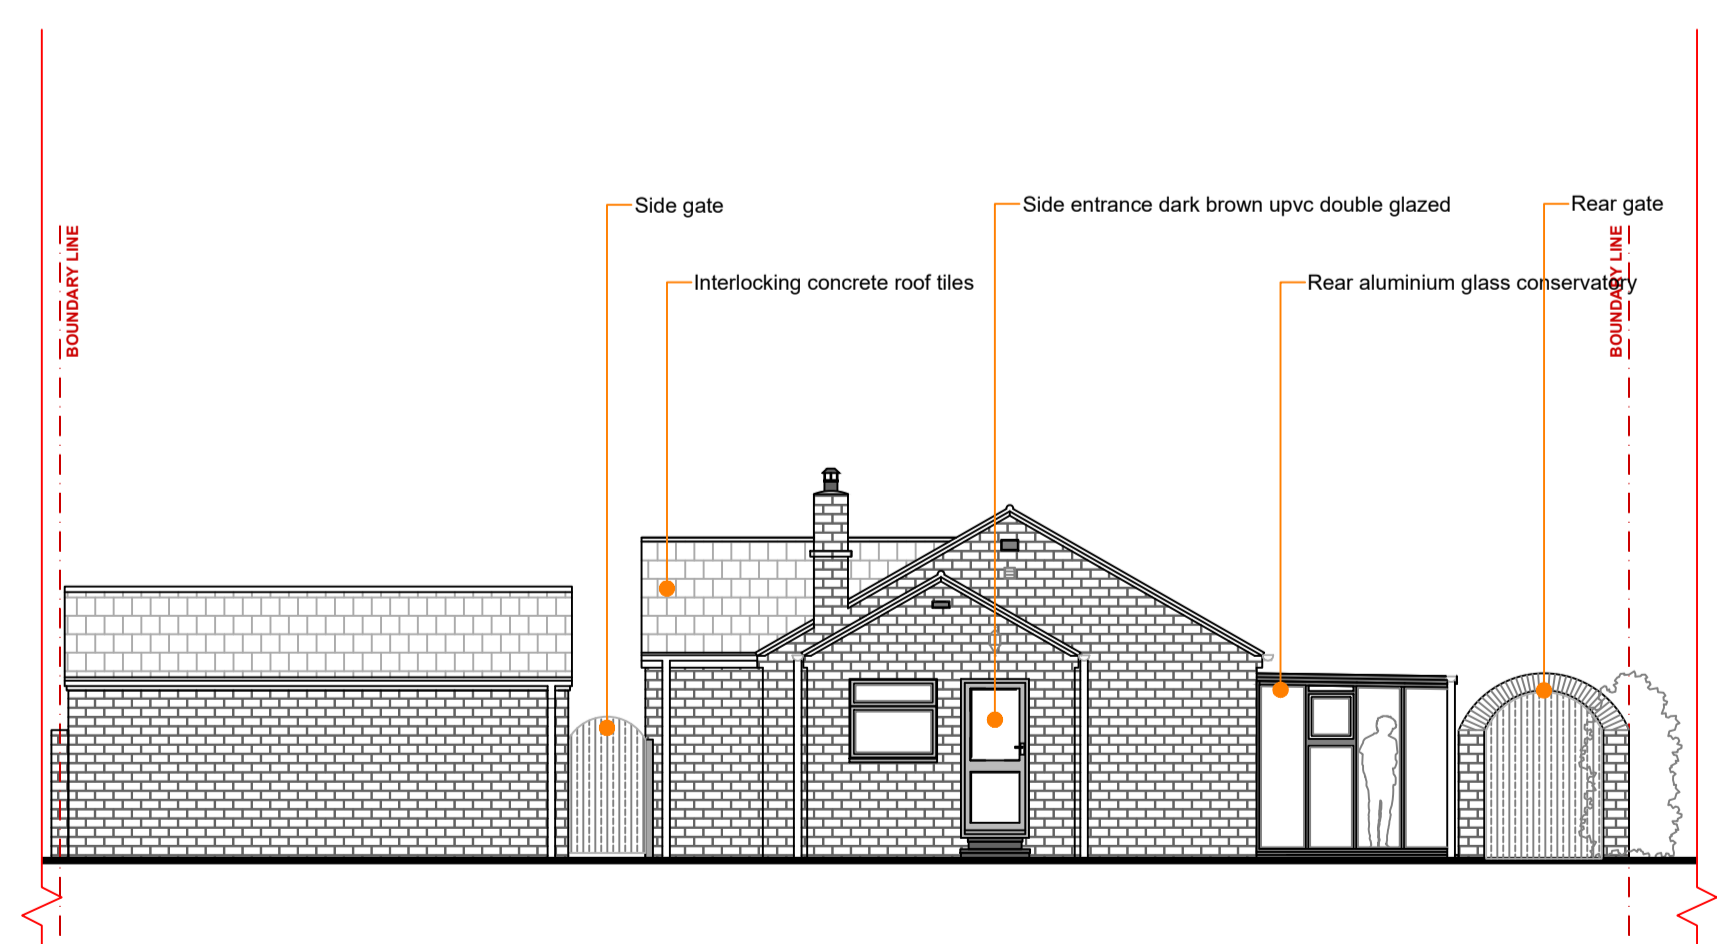 Side gate
Side entrance dark brown upvc double glazed
Rear gate
BOUNDARY LINE
BOUNDARY LINE
Interlocking concrete roof tiles
Rear aluminium glass conservatory